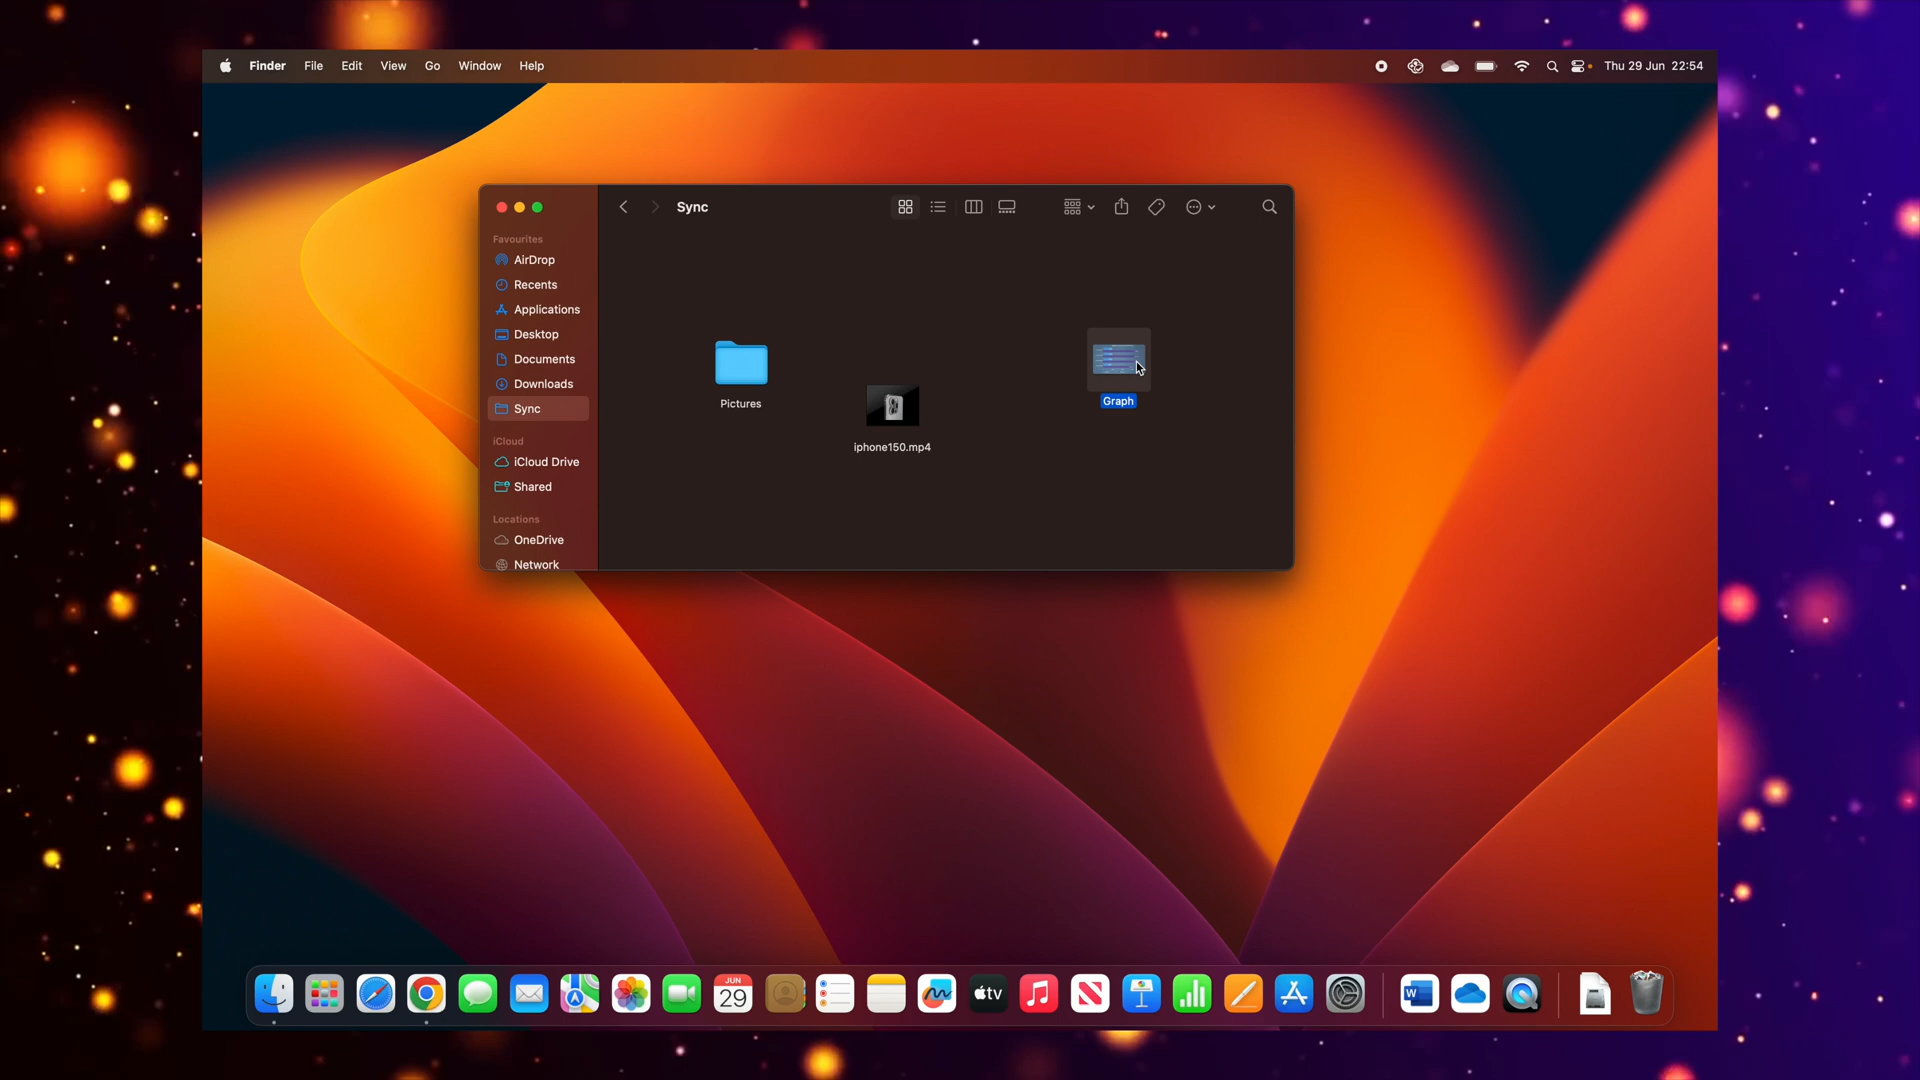 Finder File Edit View Go Window Help Thu 29 Jun 22:54
Sync
Favourites
AirDrop
Recents
Applications
Desktop
Documents
Downloads
Sync
iCloud
iCloud Drive
Shared
Locations
OneDrive
Network
Pictures
iphone150.mp4
Graph
JUN
29
tv
W